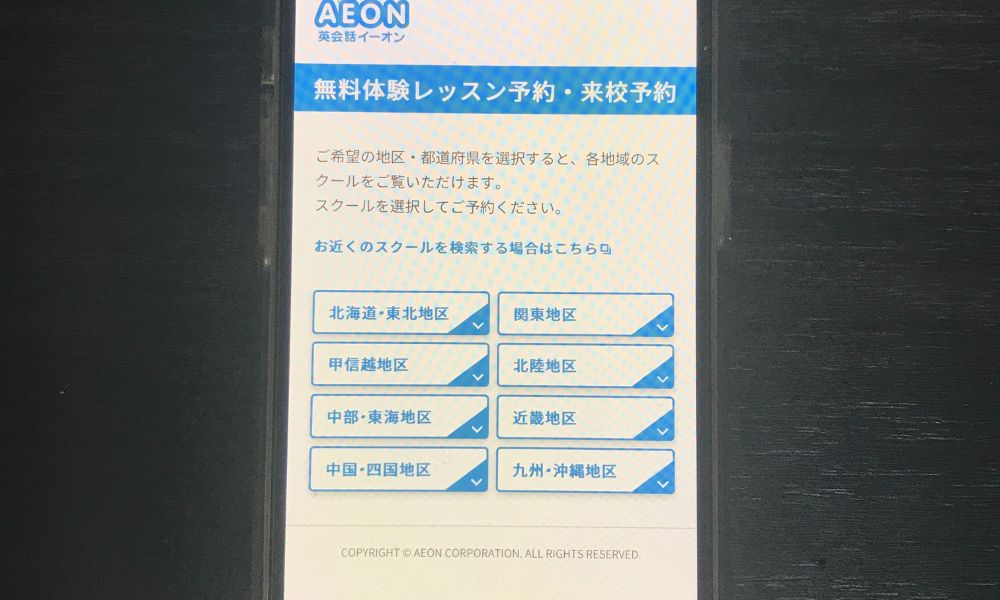 AEON
英会話イーオン
無料体験レッスン予約・来校予約
ご希望の地区・都道府県を選択すると、各地域のス
クールをご覧いただけます。
スクールを選択してご予約ください。
お近くのスクールを検索する場合はこちら
北海道・東北地区
関東地区
甲信越地区
北陸地区
中部・東海地区
近畿地区
中国・四国地区
九州・沖縄地区
COPYRIGHT © AEON CORPORATION. ALL RIGHTS RESERVED.